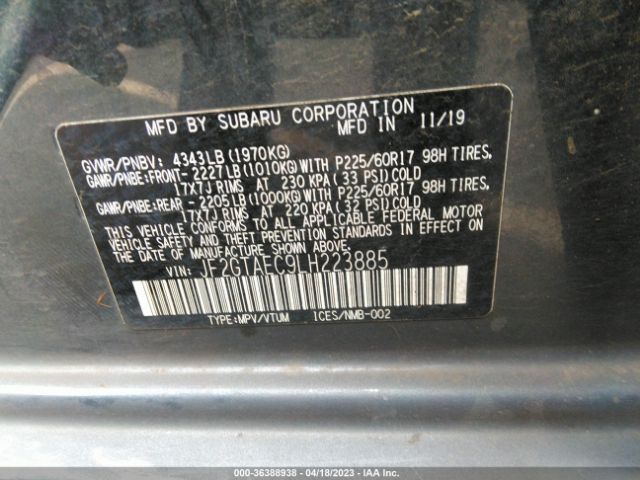 MFD BY SUBARU CORPORATION
MFD IN 11/19
GVWR/PNBV: 4343LB(1970KG)
GAWR/PNBE:FRONT-2227LB(1010KG)WITH P225/60R17 98H TIRES,
17X7J RIMS AT 230 KPA(33 PSI)COLD
GAWR/PNBE:REAR -2205LB(1000KG)WITH P225/60R17 98H TIRES,
17X7J RIMS AT 220 KPA(32 PSI)COLD
THIS VEHICLE CONFORMS TO ALL APPLICABLE FEDERAL MOTOR
VEHICLE SAFETY AND THEFT PREVENTION STANDARDS IN EFFECT ON
THE DATE OF MANUFACTURE SHOWN ABOVE.
VIN: JF2GTAEC9LH223885
TYPE:MPV/VTUM ICES/NMB-002
000-36388938 - 04/18/2023 - IAA Inc.